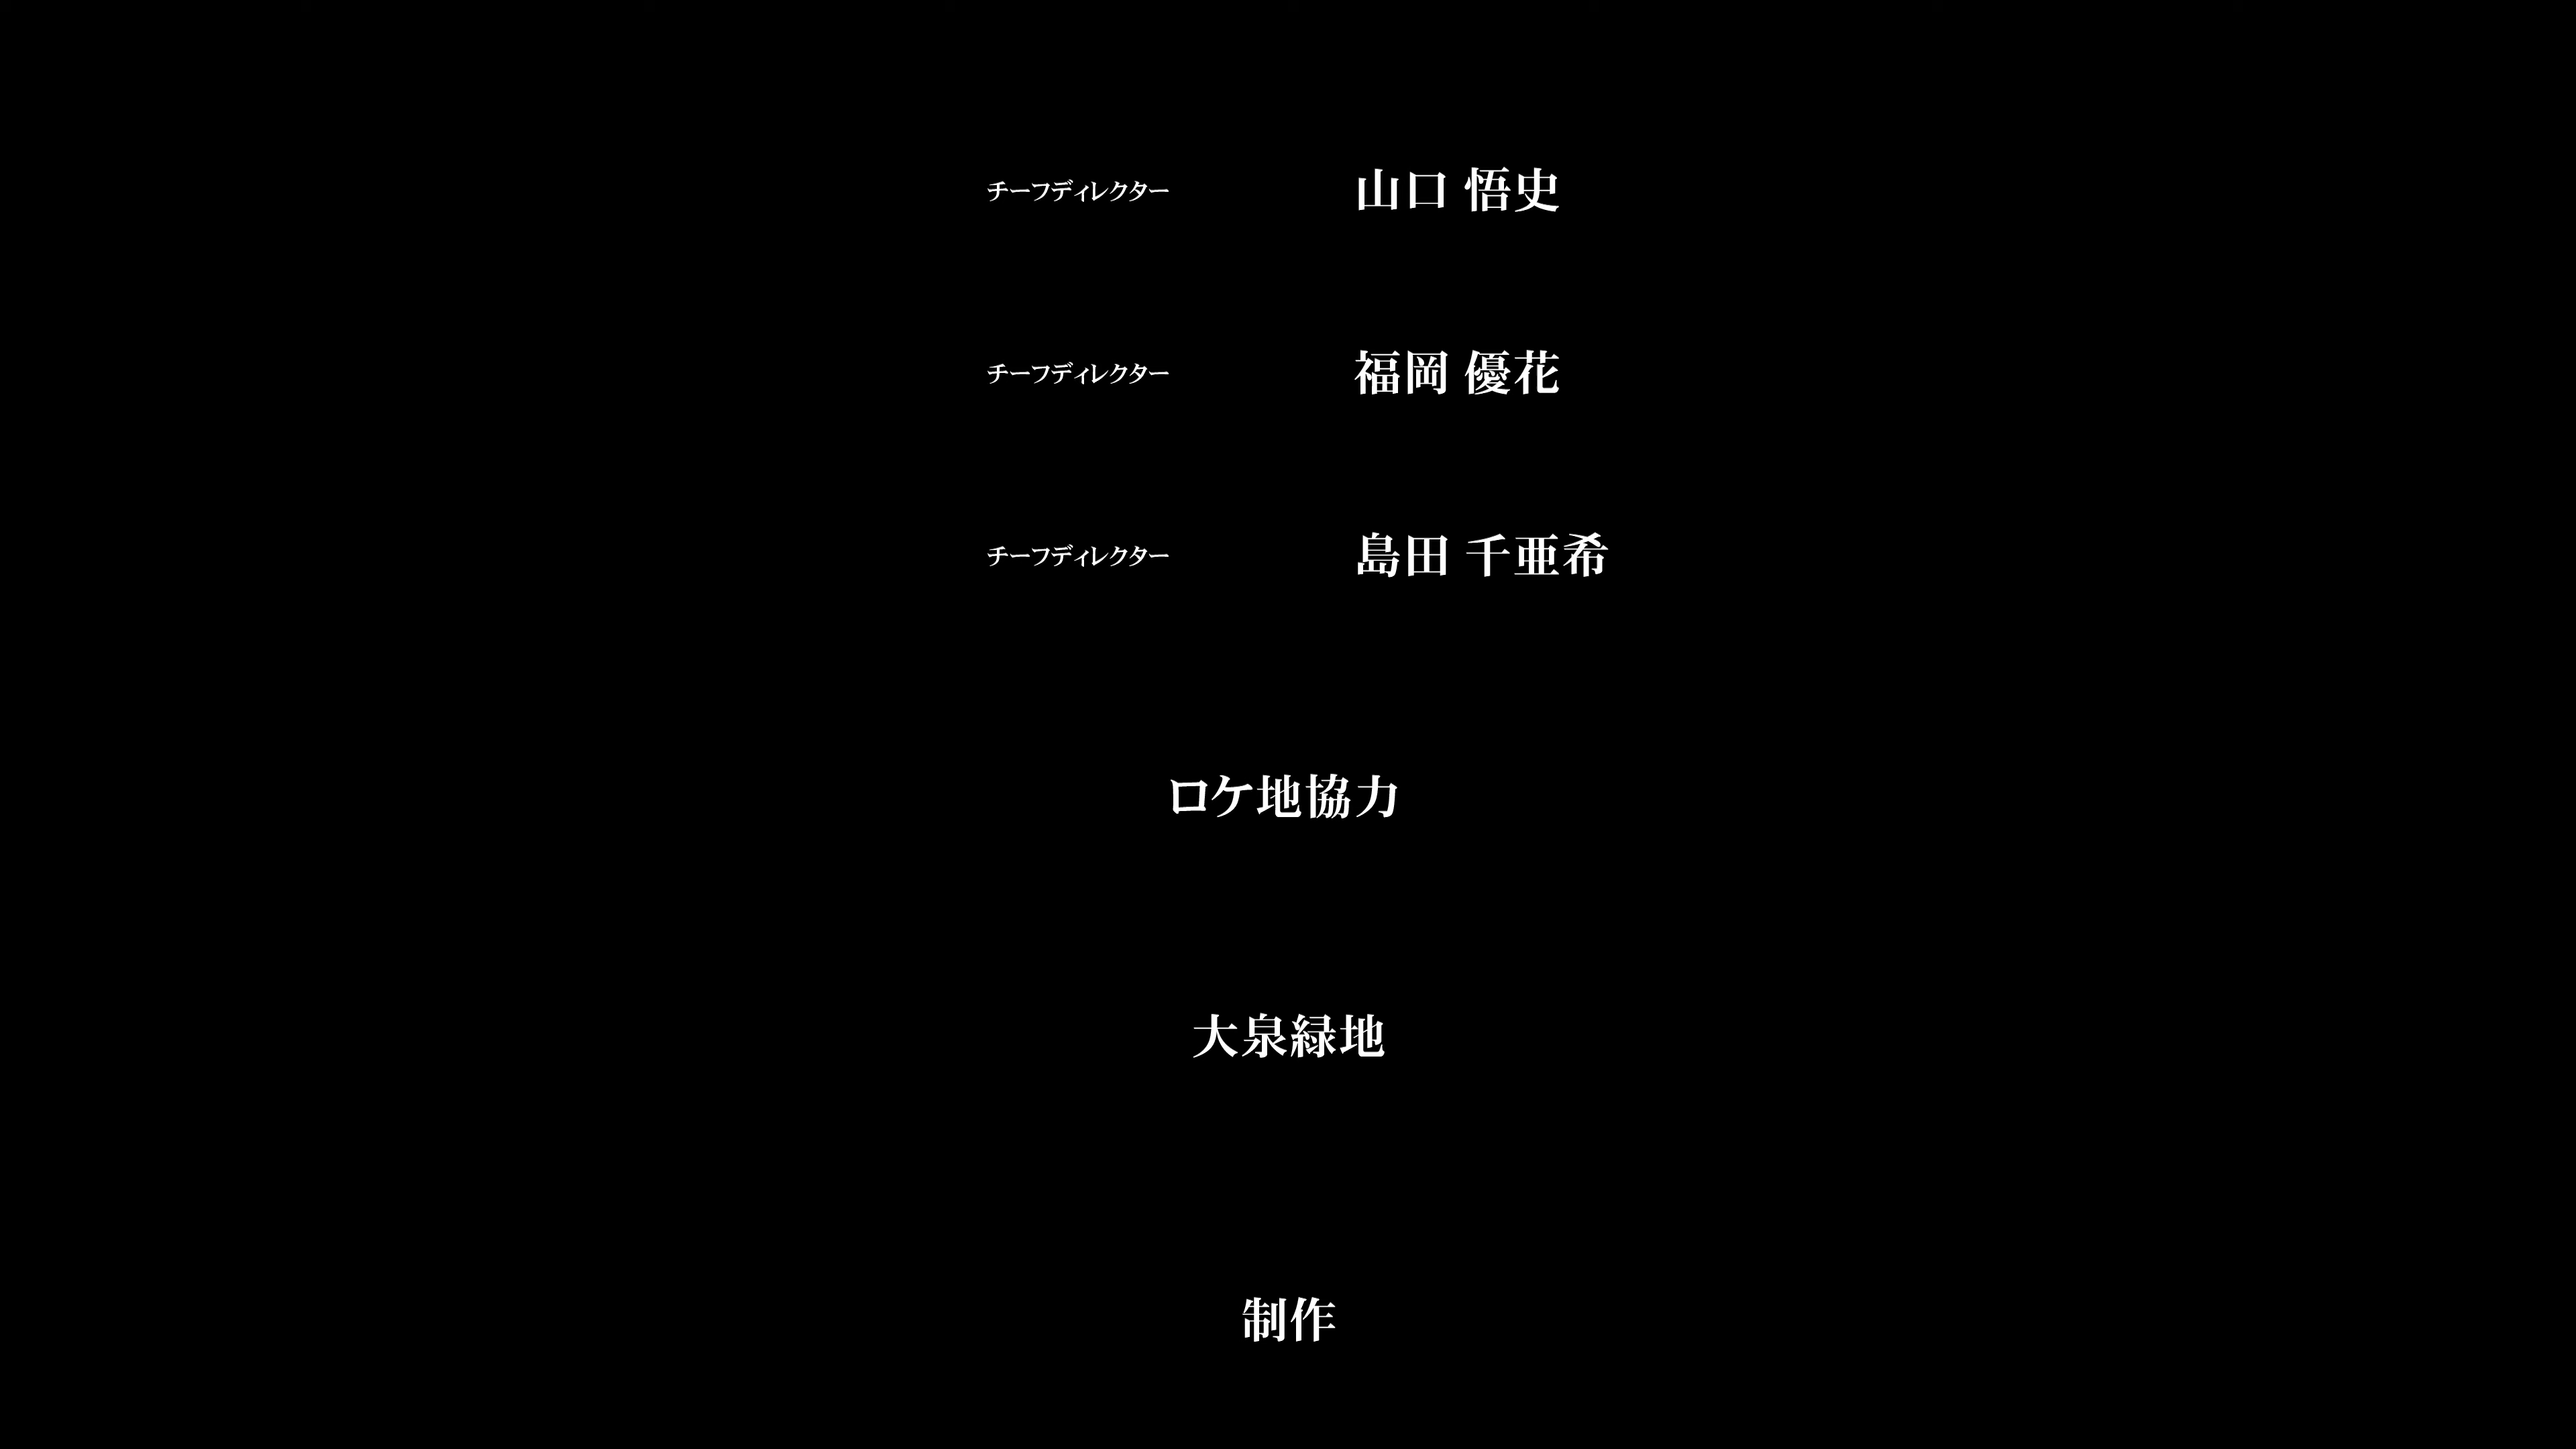 チーフディレクター 山口 悟史
チーフディレクター 福岡 優花
チーフディレクター 島田 千亜希
ロケ地協力
大泉緑地
制作